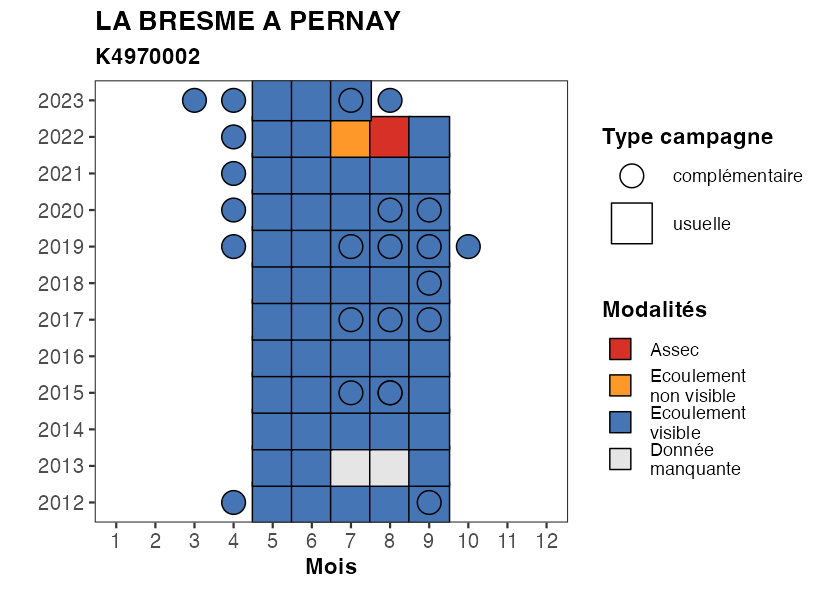 LA BRESME A PERNAY
K4970002
2023
2022
2021
2020
2019
2018
2017
2016
2015
2014
2013
2012
1 2 3 4 5 6 7 8 9 10 11 12
Mois
Type campagne
complémentaire
usuelle
Modalités
Assec
Ecoulement
non visible
Ecoulement
visible
Donnée
manquante